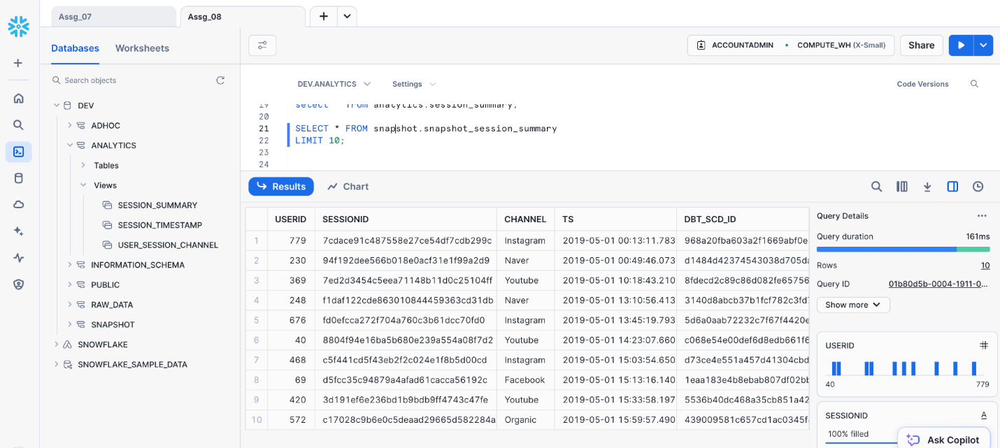 Assg_07
Assg_08
Databases
Worksheets
ACCOUNTADMIN
COMPUTE_WH (X-Small)
Share
Search objects
DEV.ANALYTICS
Settings
Code Versions
DEV
ADHOC
ANALYTICS
Tables
Views
SESSION_SUMMARY
SESSION_TIMESTAMP
USER_SESSION_CHANNEL
INFORMATION_SCHEMA
PUBLIC
RAW_DATA
SNAPSHOT
SNOWFLAKE
SNOWFLAKE_SAMPLE_DATA
19 select * from analytics.session_summary;
20
21 SELECT * FROM snapshot.snapshot_session_summary
22 LIMIT 10;
23
24
Results
Chart
USERID SESSIONID CHANNEL TS DBT_SCD_ID
1 779 7cdace91c487558e27ce54df7cdb299c Instagram 2019-05-01 00:13:11.783 968a20fba603a2f1669abf0e
2 230 94f192dee566b018e0acf31e1f99a2d9 Naver 2019-05-01 00:49:46.073 d1484d42374543038d705da
3 369 7ed2d3454c5eea71148b11d0c25104ff Youtube 2019-05-01 10:18:43.210 8fdecd2c89c86d082fe65756
4 248 f1daf122cde863010844459363cd31db Naver 2019-05-01 13:10:56.413 3140d8abcb37b1fcf782c3fd
5 676 fd0efcca272f704a760c3b61dcc70fd0 Instagram 2019-05-01 13:45:19.793 5d6a0aab72232c7f67f4420e
6 40 8804f94e16ba5b680e239a554a08f7d2 Youtube 2019-05-01 14:23:07.660 c068e54e00def6d8edb661f6
7 468 c5f441cd5f43eb2f2c024e1f8b5d00cd Instagram 2019-05-01 15:03:54.650 d73ce4e551a457d41304cbd
8 69 d5fcc35c94879a4afad61cacca56192c Facebook 2019-05-01 15:13:16.140 1eaa183e4b8ebab807df02bb
9 420 3d191ef6e236bd1b9bdb9ff4743c47fe Youtube 2019-05-01 15:33:58.197 5536b40dc468a35cb851a42
10 572 c17028c9b6e0c5deaad29665d582284a Organic 2019-05-01 15:59:57.490 439009581c657cd1ac0345f
Query Details
Query duration 161ms
Rows 10
Query ID 01b80d5b-0004-1911-0...
Show more
USERID
40 779
SESSIONID A
100% filled
Ask Copilot